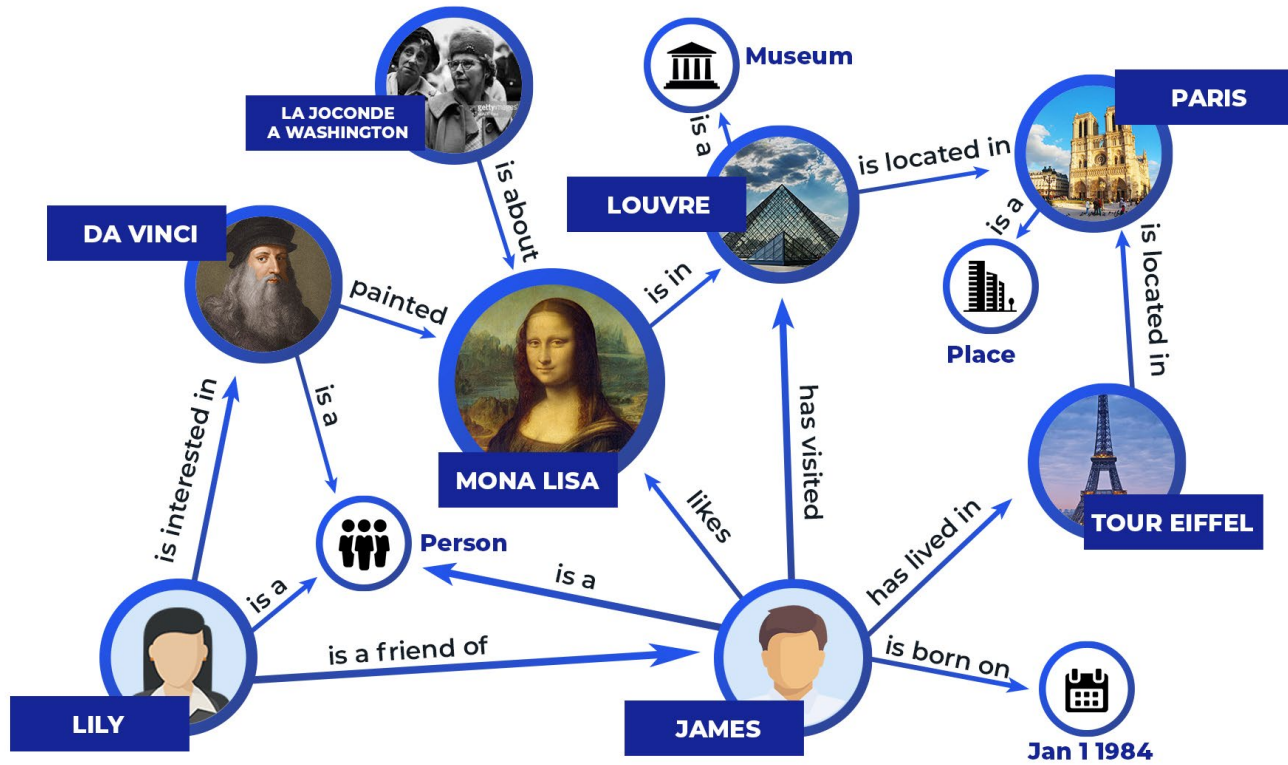 Museum
PARIS
LA JOCONDE
A WASHINGTON
gettyimages
is a
is located in
is about
LOUVRE
is a
DA VINCI
is located in
is in
painted
Place
is a
is interested in
has visited
MONA LISA
likes
TOUR EIFFEL
Person
has lived in
is a
is a
is a friend of
is born on
LILY
JAMES
Jan 1 1984